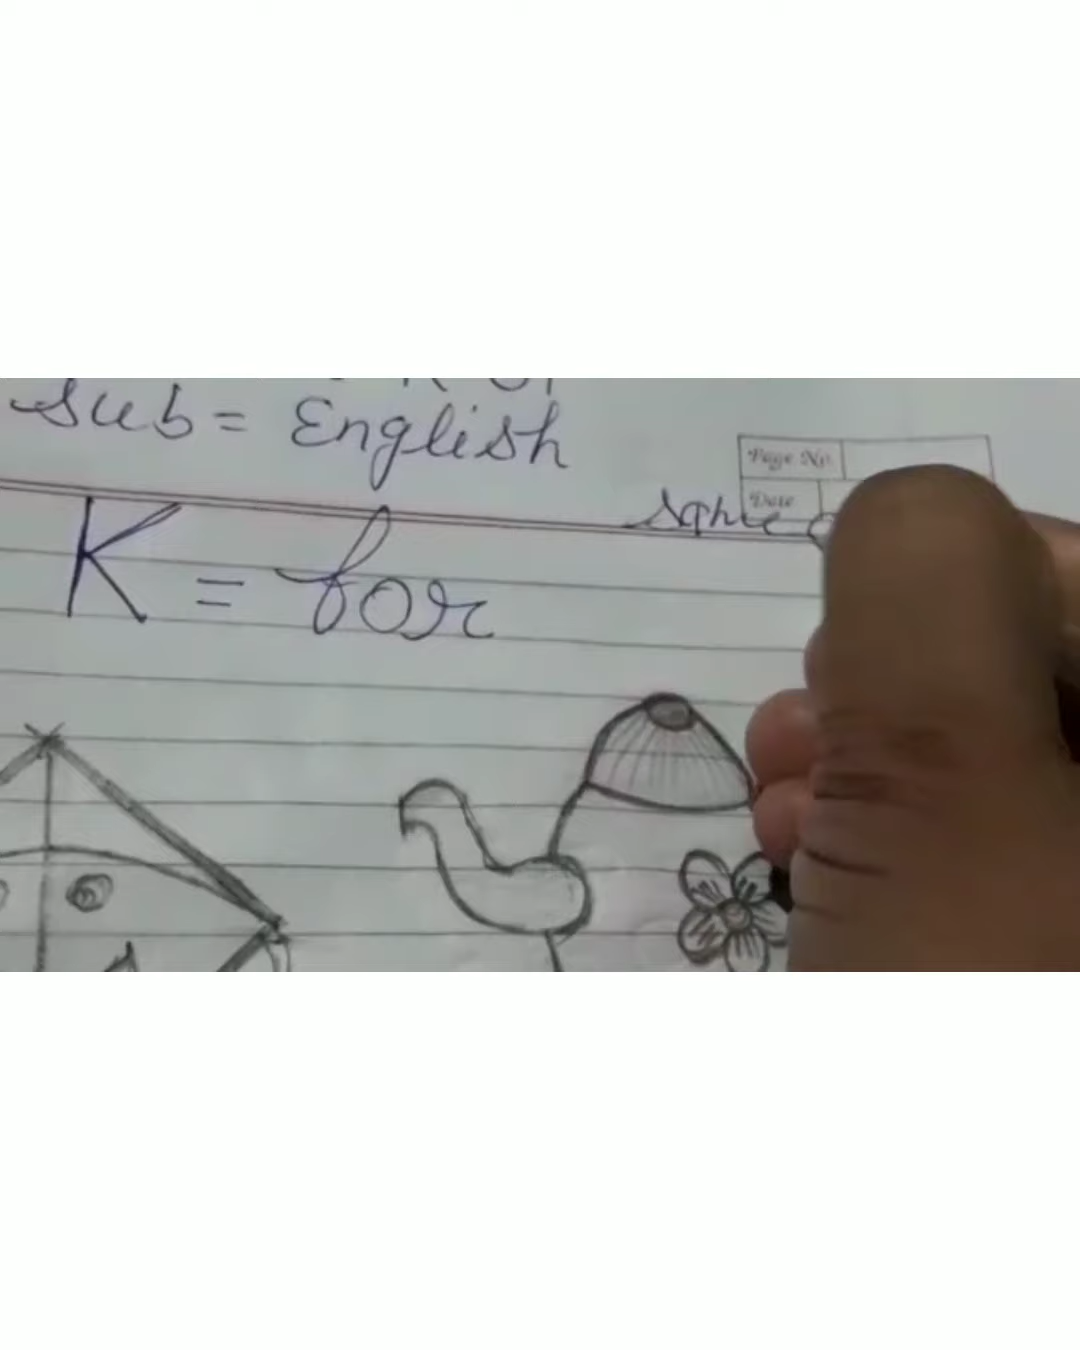 Sub = English
Page No.
Date
K = for